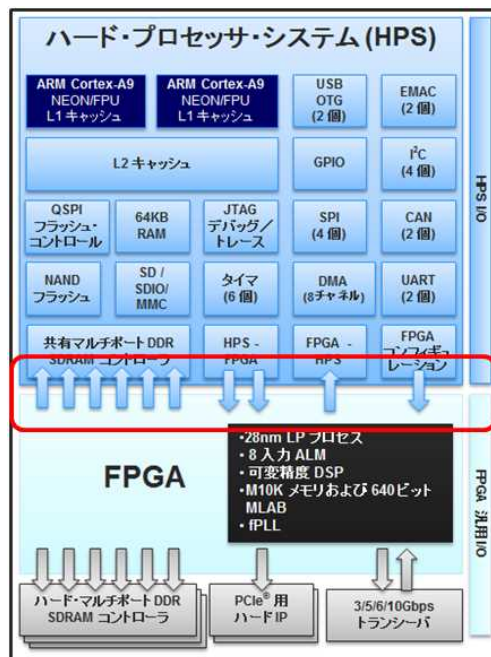 ハード・プロセッサ・システム (HPS)
ARM Cortex-A9
NEON/FPU
L1 キャッシュ
ARM Cortex-A9
NEON/FPU
L1 キャッシュ
USB
OTG
(2 個)
EMAC
(2 個)
L2 キャッシュ
GPIO
I²C
(4 個)
QSPI
フラッシュ・
コントロール
64KB
RAM
JTAG
デバッグ／
トレース
SPI
(4 個)
CAN
(2 個)
NAND
フラッシュ
SD /
SDIO/
MMC
タイマ
(6 個)
DMA
(8チャネル)
UART
(2 個)
共有マルチポート DDR
SDRAM コントローラ
HPS -
FPGA
FPGA -
HPS
FPGA
コンフィギュ
レーション
HPS I/O
FPGA
•28nm LP プロセス
•8 入力 ALM
•可変精度 DSP
•M10K メモリおよび 640 ビット
MLAB
•fPLL
FPGA 汎用 I/O
ハード・マルチポート DDR
SDRAM コントローラ
PCIe® 用
ハード IP
3/5/6/10Gbps
トランシーバ